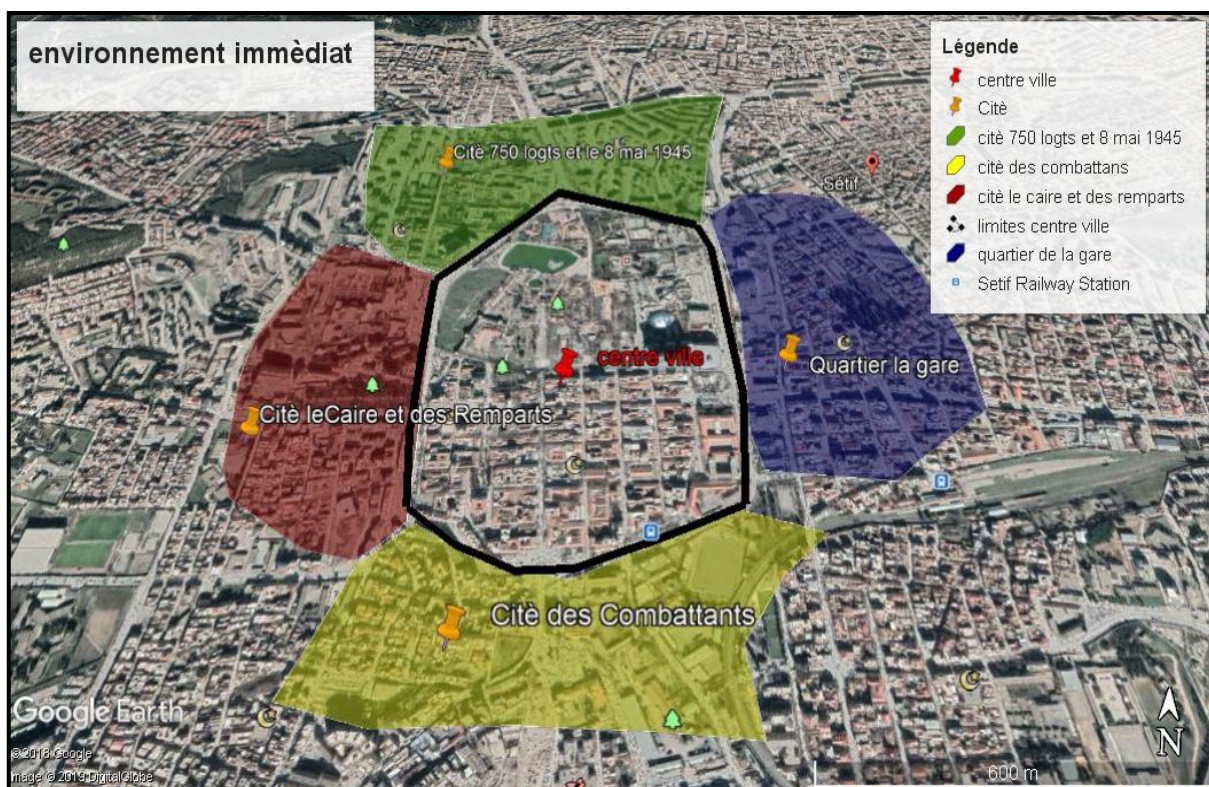 environnement immèdiat
Légende
centre ville
Citè
citè 750 logts et 8 mai 1945
citè des combattans
citè le caire et des remparts
limites centre ville
quartier de la gare
Setif Railway Station
Citè 750 logts et le 8 mai 1945
Sétif
centre ville
Quartier la gare
Citè leCaire et des Remparts
Citè des Combattants
Google Earth
© 2018 Google
Image © 2019 DigitalGlobe
N
600 m